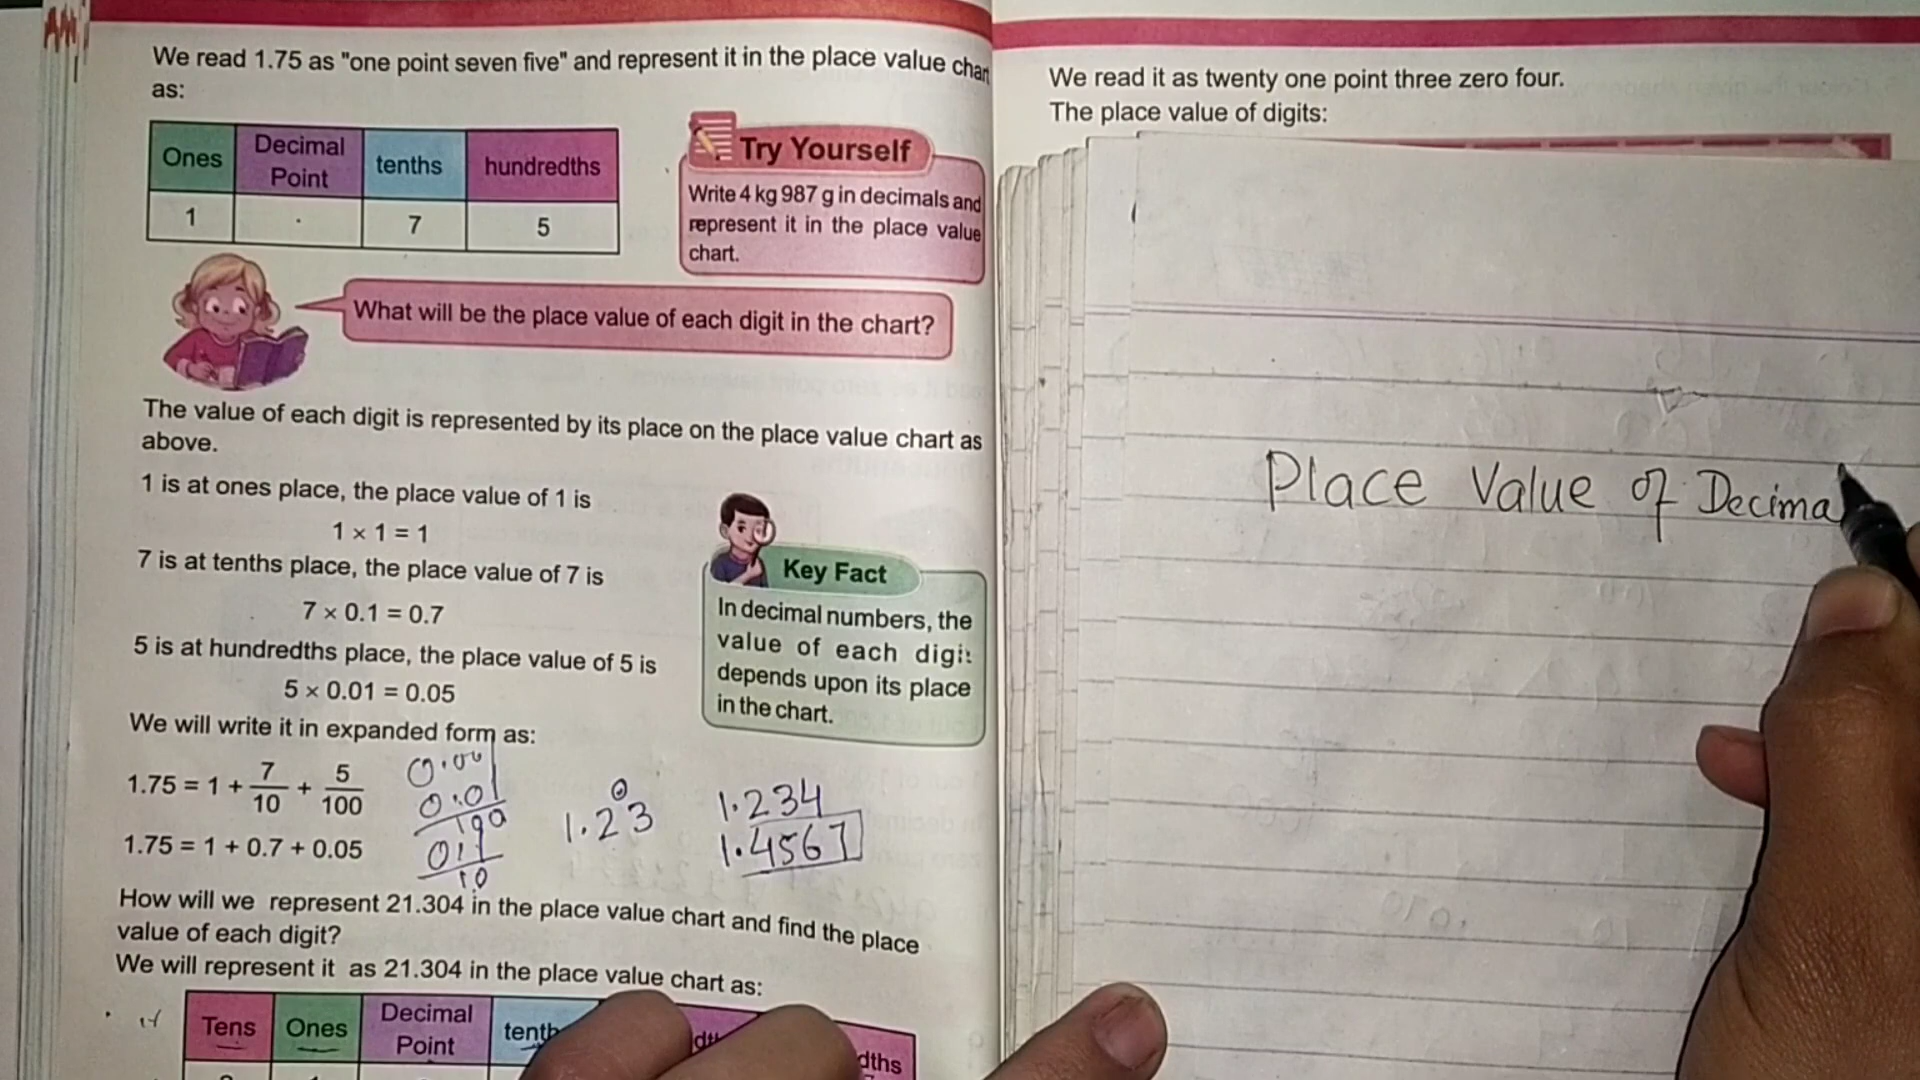 We read 1.75 as "one point seven five" and represent it in the place value chart
as:
Ones Decimal Point tenths hundredths
1 . 7 5
Try Yourself
Write 4 kg 987 g in decimals and
represent it in the place value
chart.
What will be the place value of each digit in the chart?
The value of each digit is represented by its place on the place value chart as
above.
1 is at ones place, the place value of 1 is
1 × 1 = 1
7 is at tenths place, the place value of 7 is
7 × 0.1 = 0.7
5 is at hundredths place, the place value of 5 is
5 × 0.01 = 0.05
Key Fact
In decimal numbers, the
value of each digit
depends upon its place
in the chart.
We will write it in expanded form as:
1.75 = 1 + 7/10 + 5/100
1.75 = 1 + 0.7 + 0.05
1.23
1.234
1.4567
How will we represent 21.304 in the place value chart and find the place
value of each digit?
We will represent it as 21.304 in the place value chart as:
Tens Ones Decimal Point tenth
dths
We read it as twenty one point three zero four.
The place value of digits:
Place Value of Decima